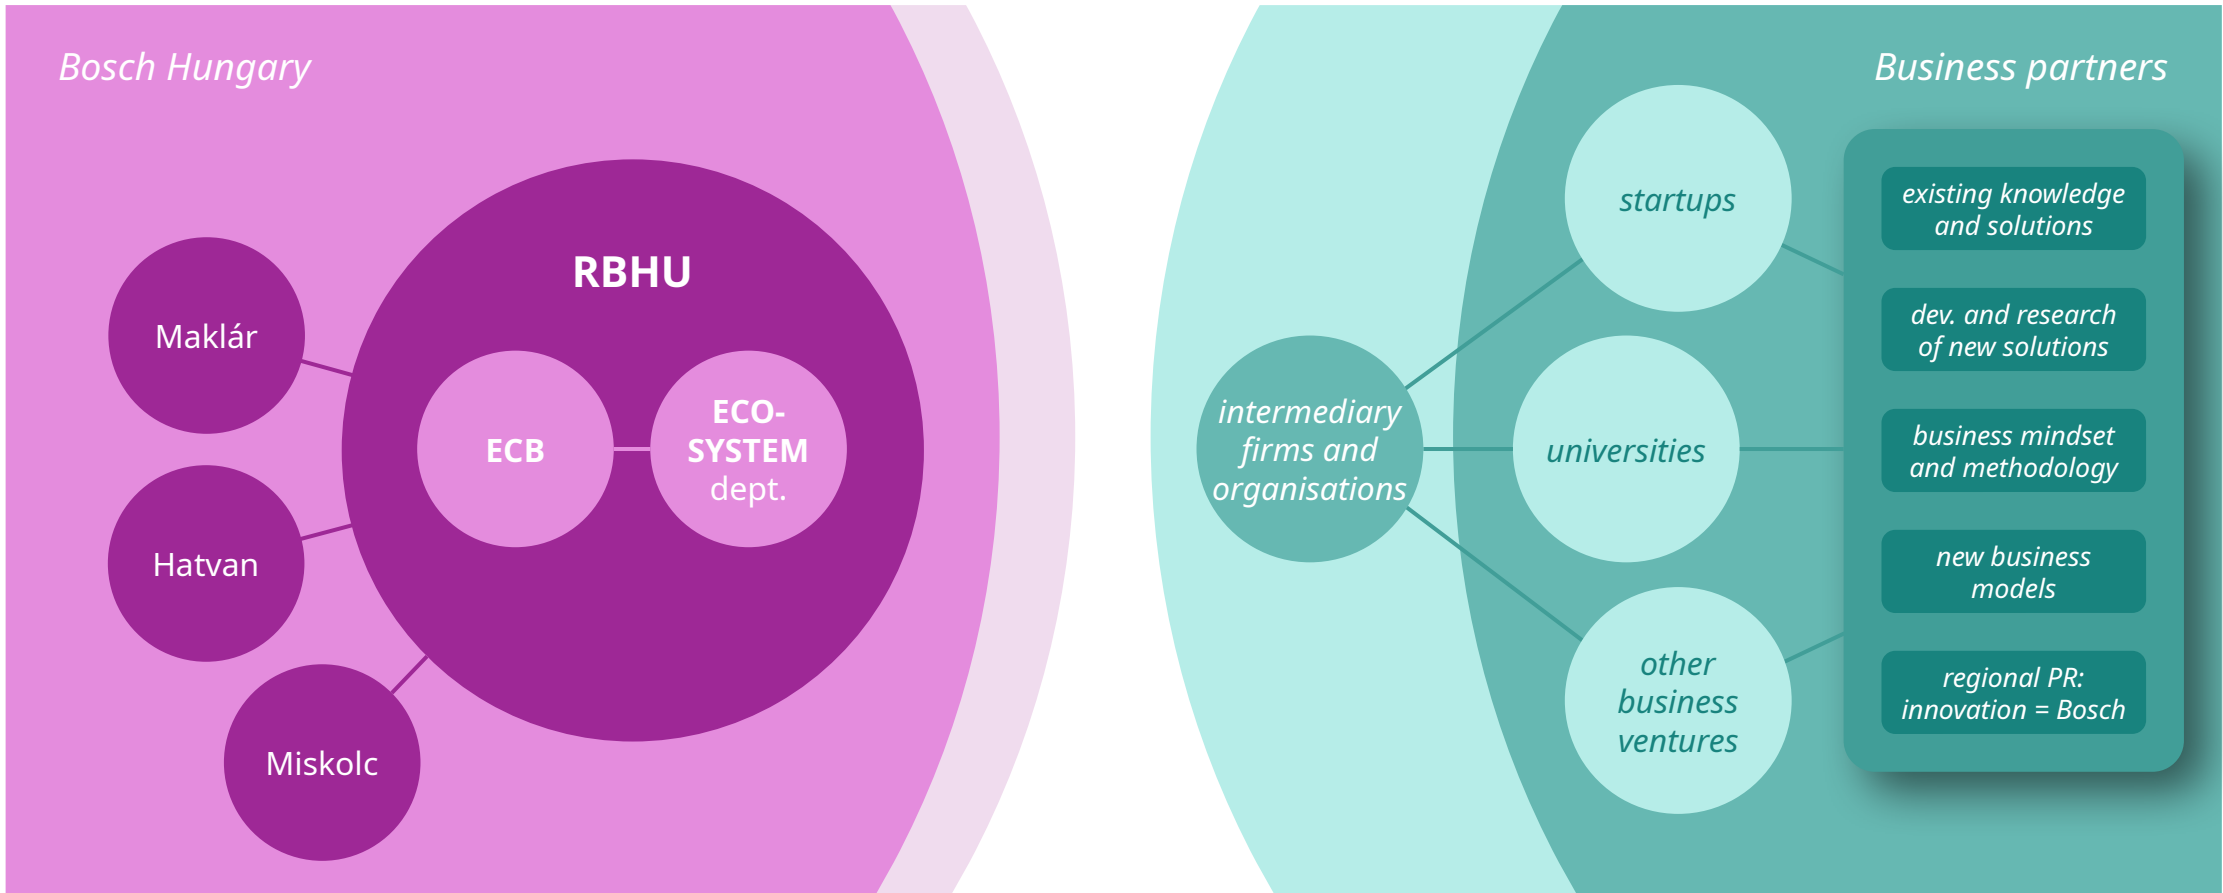 Bosch Hungary
RBHU
Maklár
ECB
ECO-
SYSTEM
dept.
Hatvan
Miskolc
Business partners
intermediary
firms and
organisations
startups
universities
other
business
ventures
existing knowledge
and solutions
dev. and research
of new solutions
business mindset
and methodology
new business
models
regional PR:
innovation = Bosch